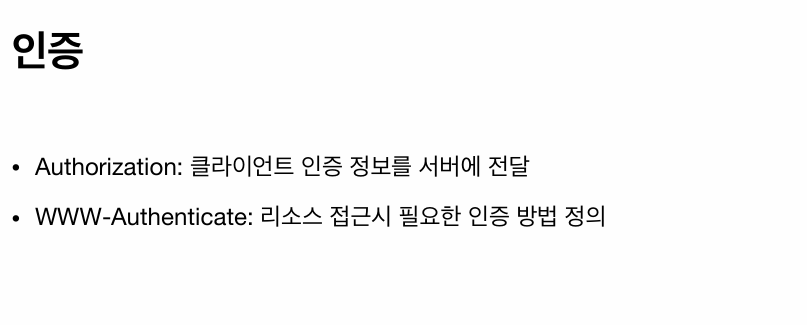 인증
• Authorization: 클라이언트 인증 정보를 서버에 전달
• WWW-Authenticate: 리소스 접근시 필요한 인증 방법 정의